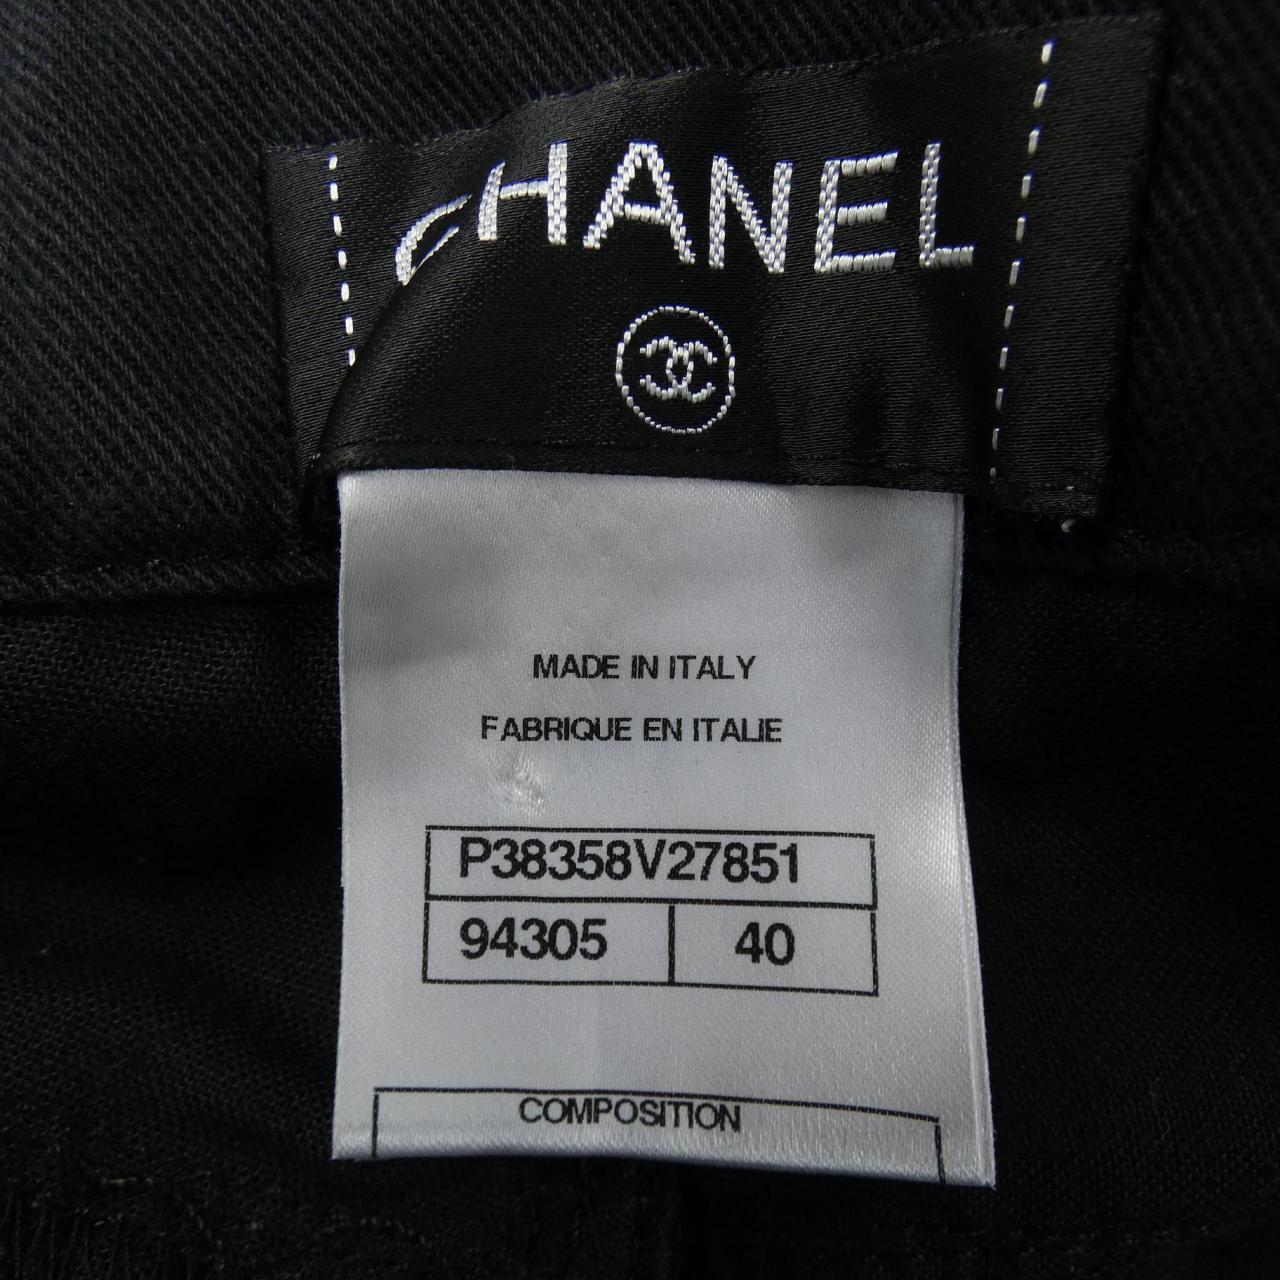 CHANEL
MADE IN ITALY
FABRIQUE EN ITALIE
P38358V27851
94305 40
COMPOSITION